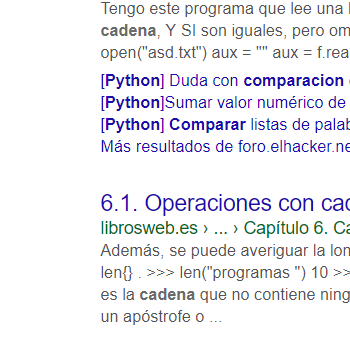 Tengo este programa que lee una
cadena, Y SI son iguales, pero om
open("asd.txt") aux = "" aux = f.rea
[Python] Duda con comparacion
[Python]Sumar valor numérico de
[Python] Comparar listas de palab
Más resultados de foro.elhacker.ne
6.1. Operaciones con cad
librosweb.es › ... › Capítulo 6. Ca
Además, se puede averiguar la lon
len{} . >>> len("programas ") 10 >>
es la cadena que no contiene ning
un apóstrofe o ...